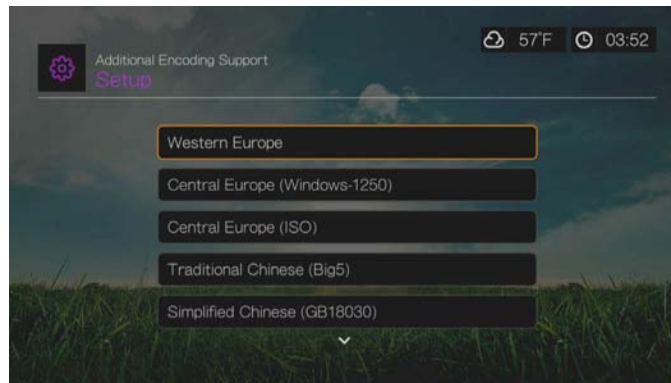 57°F 03:52
Additional Encoding Support
Setup
Western Europe
Central Europe (Windows-1250)
Central Europe (ISO)
Traditional Chinese (Big5)
Simplified Chinese (GB18030)